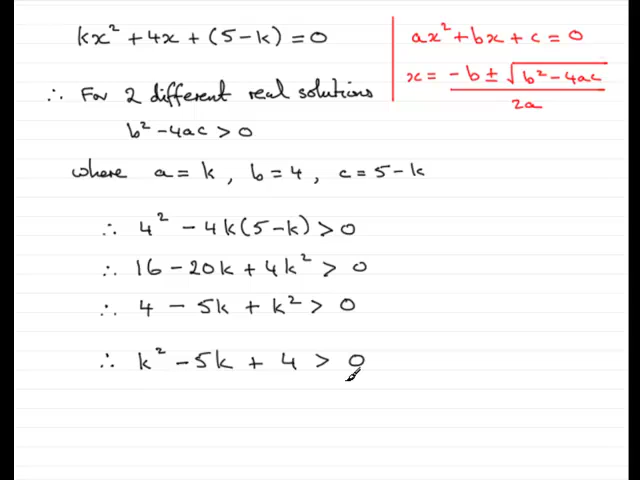 kx² + 4x + (5 - k) = 0
∴ For 2 different real solutions
b² - 4ac > 0
where a = k , b = 4 , c = 5 - k
∴ 4² - 4k(5 - k) > 0
∴ 16 - 20k + 4k² > 0
∴ 4 - 5k + k² > 0
∴ k² - 5k + 4 > 0
ax² + bx + c = 0
x = -b ± √b² - 4ac / 2a